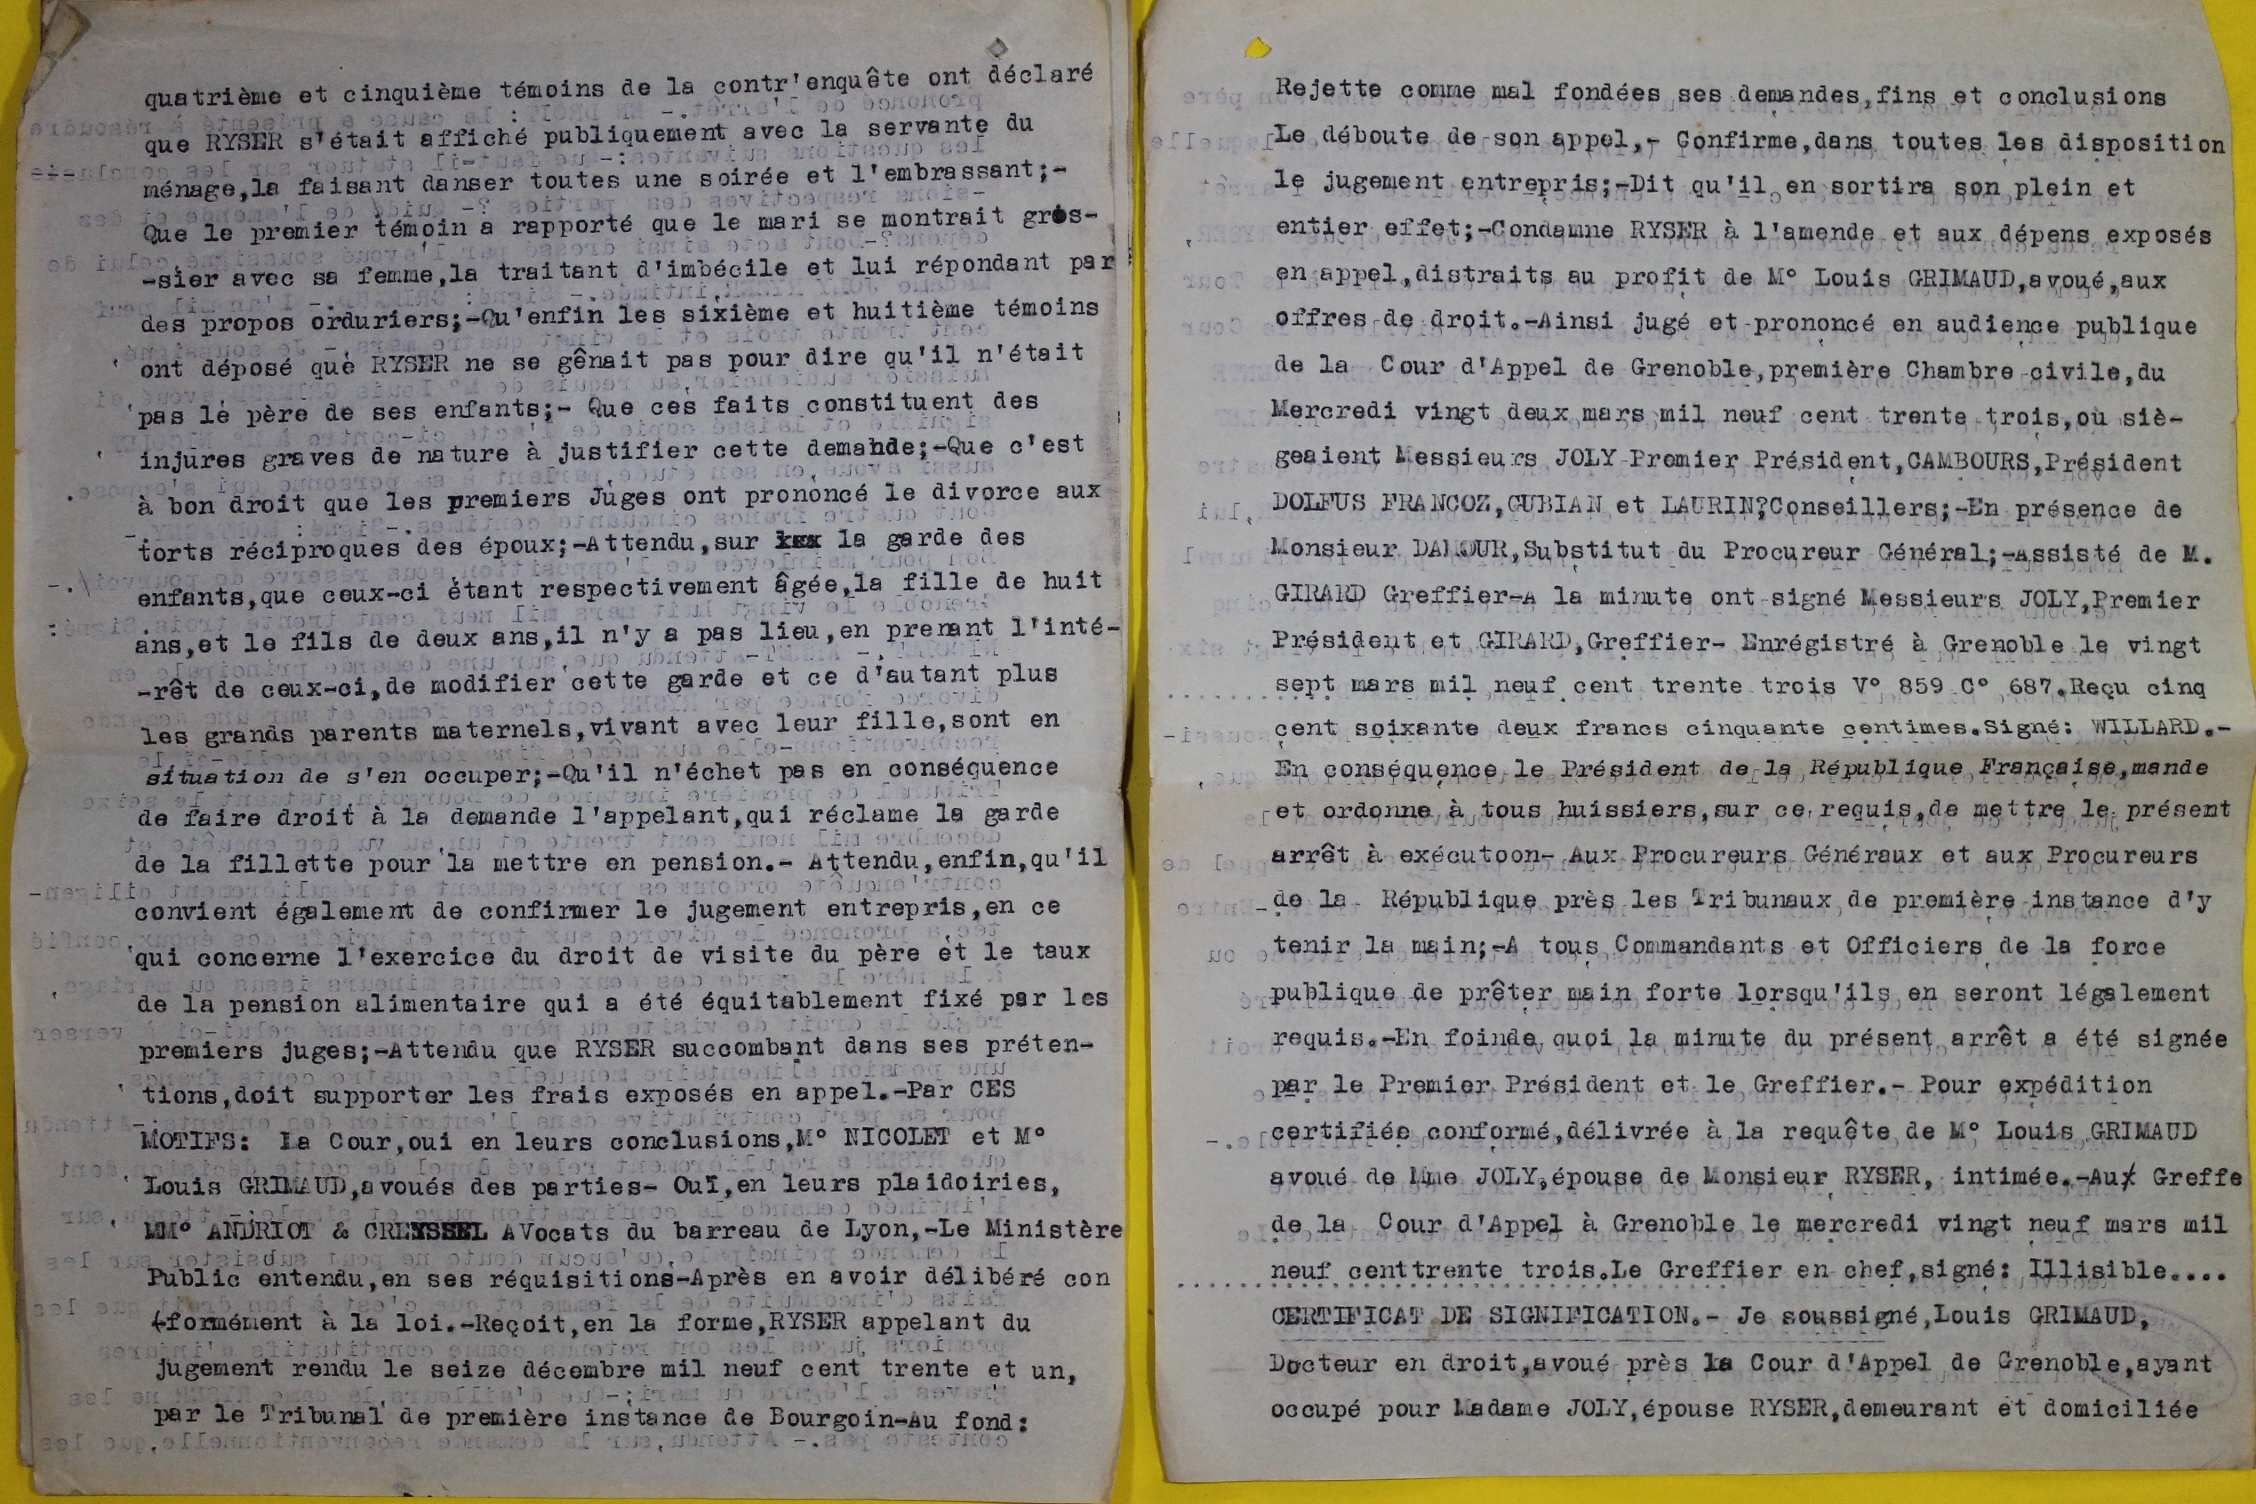 quatrième et cinquième témoins de la contr'enquête ont déclaré
que RYSER s'était affiché publiquement avec la servante du
ménage,la faisant danser toutes une soirée et l'embrassant;-
Que le premier témoin a rapporté que le mari se montrait gros-
-sier avec sa femme,la traitant d'imbécile et lui répondant par
des propos orduriers;-Qu'enfin les sixième et huitième témoins
ont déposé que RYSER ne se gênait pas pour dire qu'il n'était
pas le père de ses enfants;- Que ces faits constituent des
injures graves de nature à justifier cette demande;-Que c'est
à bon droit que les premiers Juges ont prononcé le divorce aux
torts réciproques des époux;-Attendu,sur la garde des
enfants,que ceux-ci étant respectivement âgée,la fille de huit
ans,et le fils de deux ans,il n'y a pas lieu,en prenant l'inté-
-rêt de ceux-ci,de modifier cette garde et ce d'autant plus
les grands parents maternels,vivant avec leur fille,sont en
situation de s'en occuper;-Qu'il n'échet pas en conséquence
de faire droit à la demande l'appelant,qui réclame la garde
de la fillette pour la mettre en pension.- Attendu,enfin,qu'il
convient également de confirmer le jugement entrepris,en ce
qui concerne l'exercice du droit de visite du père et le taux
de la pension alimentaire qui a été équitablement fixé par les
premiers juges;-Attendu que RYSER succombant dans ses préten-
tions,doit supporter les frais exposés en appel.-Par CES
MOTIFS: La Cour,oui en leurs conclusions,M° NICOLET et M°
Louis GRIMAUD,avoués des parties- Ouï,en leurs plaidoiries,
MM° ANDRIOT & CREYSSEL AVocats du barreau de Lyon,-Le Ministère
Public entendu,en ses réquisitions-Après en avoir délibéré con
-formément à la loi.-Reçoit,en la forme,RYSER appelant du
jugement rendu le seize décembre mil neuf cent trente et un,
par le Tribunal de première instance de Bourgoin-Au fond:
Rejette comme mal fondées ses demandes,fins et conclusions
Le déboute de son appel,- Confirme,dans toutes les disposition
le jugement entrepris;-Dit qu'il en sortira son plein et
entier effet;-Condamne RYSER à l'amende et aux dépens exposés
en appel,distraits au profit de M° Louis GRIMAUD,avoué,aux
offres de droit.-Ainsi jugé et prononcé en audience publique
de la Cour d'Appel de Grenoble,première Chambre civile,du
Mercredi vingt deux mars mil neuf cent trente trois,où siè-
geaient Messieurs JOLY Premier Président,CAMBOURS,Président
DOLFUS FRANCOZ,GUBIAN et LAURIN?Conseillers;-En présence de
Monsieur DAMOUR,Substitut du Procureur Général;-Assisté de M.
GIRARD Greffier-A la minute ont signé Messieurs JOLY,Premier
Président et GIRARD,Greffier- Enrégistré à Grenoble le vingt
sept mars mil neuf cent trente trois V° 859 C° 687.Reçu cinq
cent soixante deux francs cinquante centimes.Signé: WILLARD.-
En conséquence le Président de la République Française,mande
et ordonne à tous huissiers,sur ce requis,de mettre le présent
arrêt à exécutoon- Aux Procureurs Généraux et aux Procureurs
de la République près les Tribunaux de première instance d'y
tenir la main;-A tous Commandants et Officiers de la force
publique de prêter main forte lorsqu'ils en seront légalement
requis.-En foinde quoi la minute du présent arrêt a été signée
par le Premier Président et le Greffier.- Pour expédition
certifiée conformé,délivrée à la requête de M° Louis GRIMAUD
avoué de Mme JOLY,épouse de Monsieur RYSER, intimée.-Au Greffe
de la Cour d'Appel à Grenoble le mercredi vingt neuf mars mil
neuf centtrente trois.Le Greffier en chef,signé: Illisible....
CERTIFICAT DE SIGNIFICATION.- Je soussigné,Louis GRIMAUD,
Docteur en droit,avoué près la Cour d'Appel de Grenoble,ayant
occupé pour Madame JOLY,épouse RYSER,demeurant et domiciliée